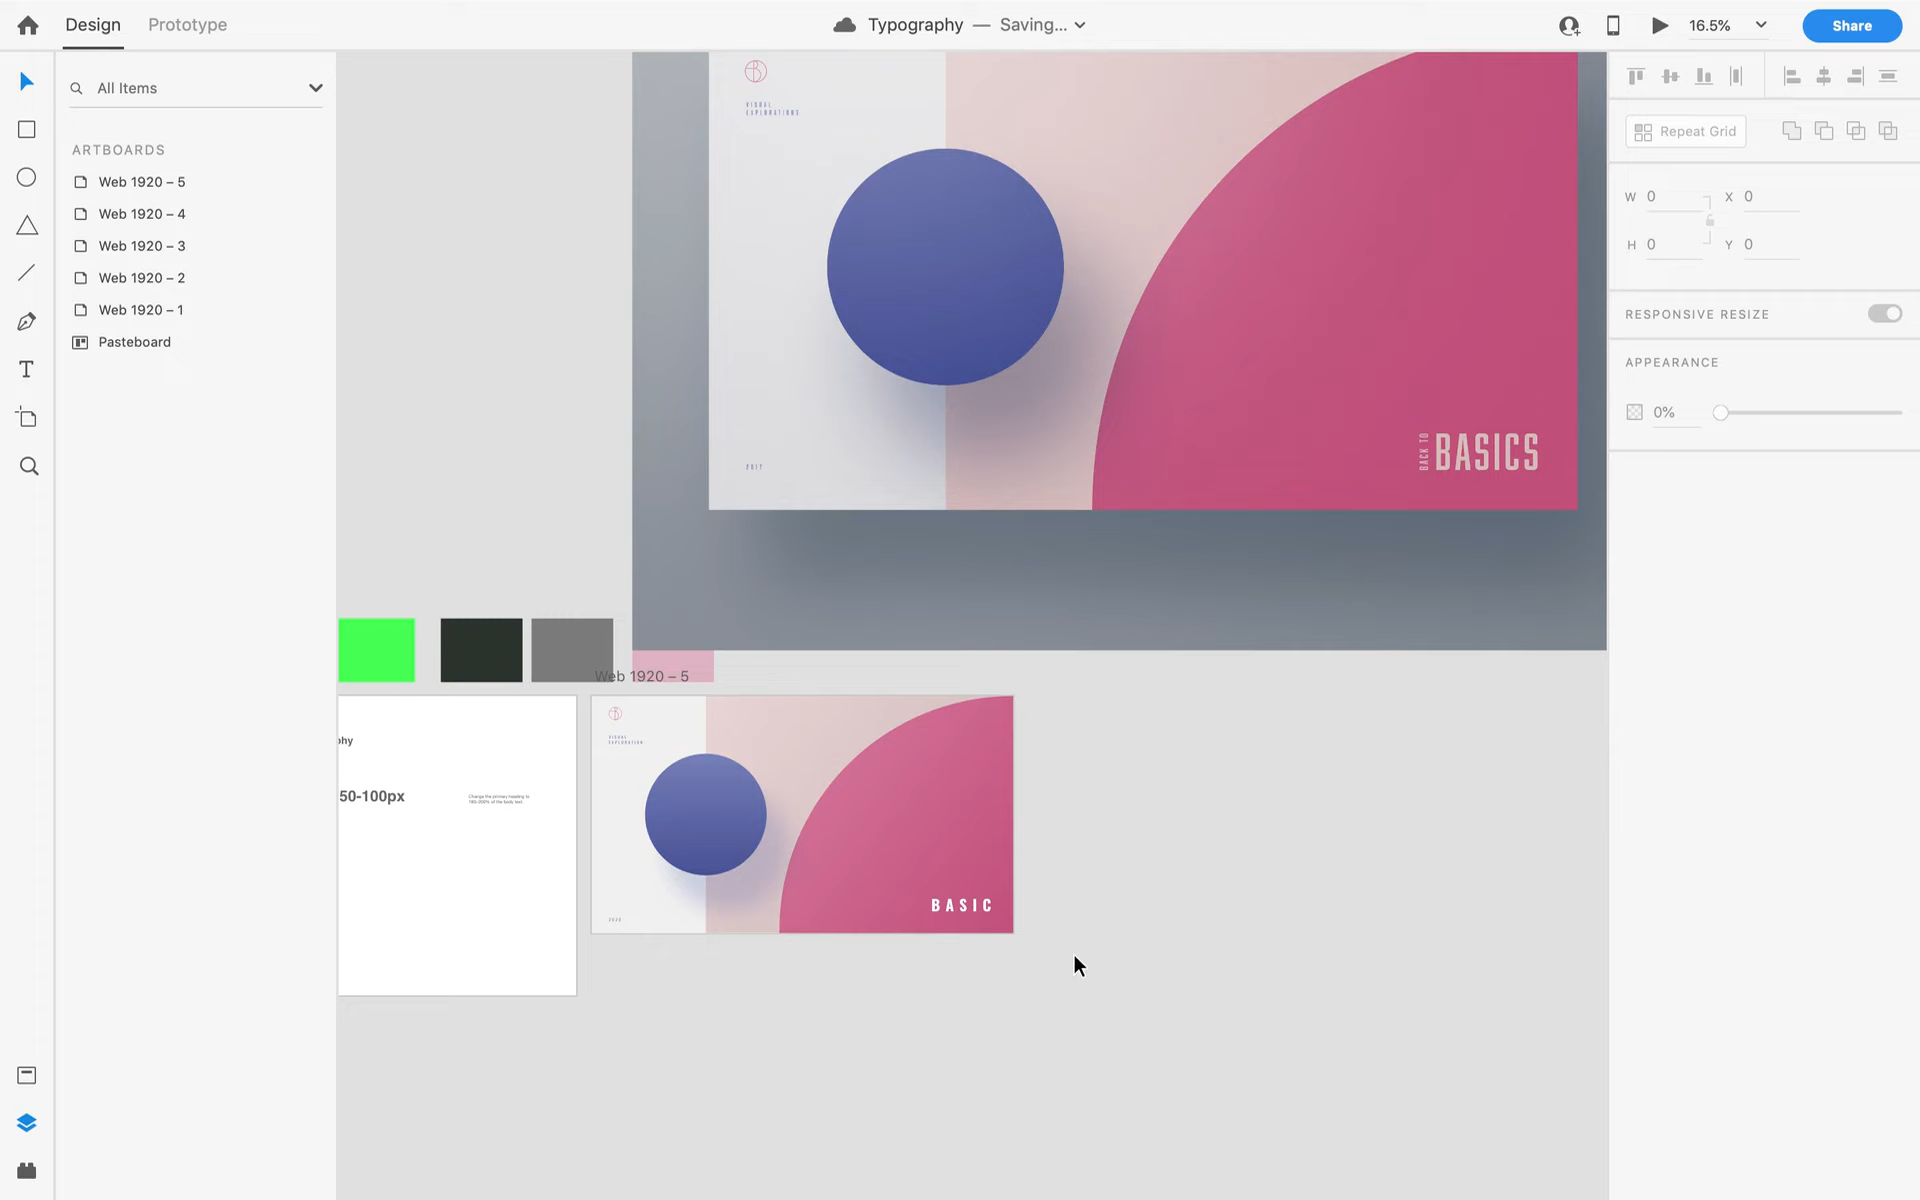 Design
Prototype
Typography — Saving...
16.5%
Share
All Items
ARTBOARDS
Web 1920 – 5
Web 1920 – 4
Web 1920 – 3
Web 1920 – 2
Web 1920 – 1
Pasteboard
T
VISUAL
EXPLORATIONS
2017
BACK TO
BASICS
Web 1920 – 5
phy
50-100px
Change the primary heading to
180-200% of the body text.
VISUAL
EXPLORATION
2020
BASIC
Repeat Grid
W 0
X 0
H 0
Y 0
RESPONSIVE RESIZE
APPEARANCE
0%